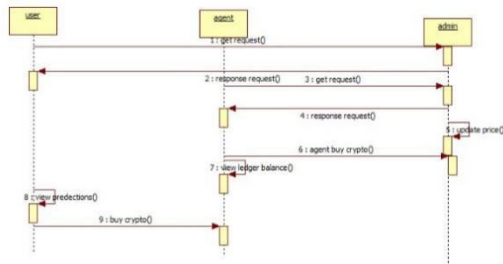 user
agent
admin
1 : get request()
2 : response request()
3 : get request()
4 : response request()
5 : update price()
6 : agent buy crypto()
7 : view ledger balance()
8 : view predections()
9 : buy crypto()